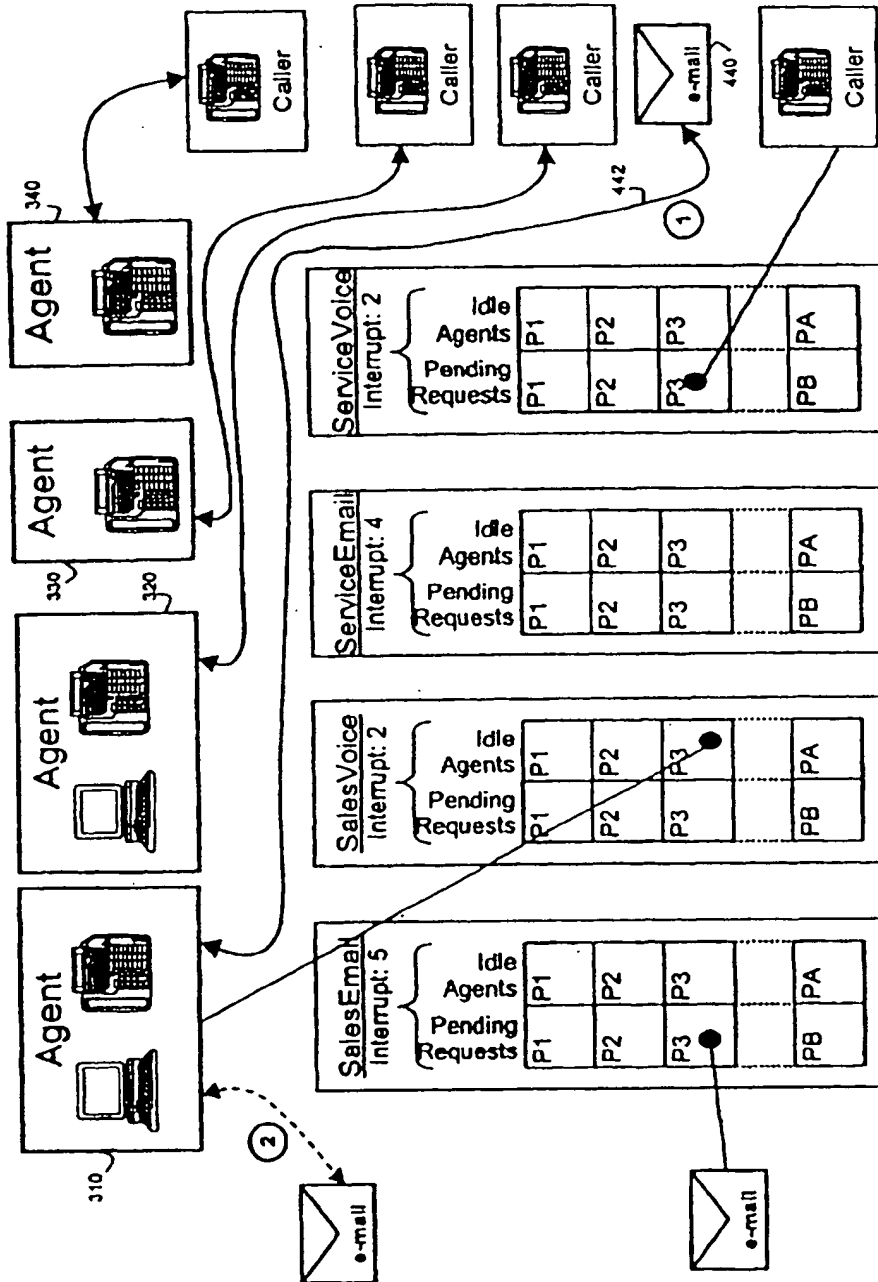 Agent
310
Agent
320
Agent
330
Agent
340
Caller
Caller
Caller
e-mail
440
442
1
Caller
2
e-mail
e-mail
SalesEmail
Interrupt: 5
Pending Requests
Idle Agents
P1
P1
P2
P2
P3
P3
PB
PA
SalesVoice
Interrupt: 2
Pending Requests
Idle Agents
P1
P1
P2
P2
P3
P3
PB
PA
ServiceEmail
Interrupt: 4
Pending Requests
Idle Agents
P1
P1
P2
P2
P3
P3
PB
PA
ServiceVoice
Interrupt: 2
Pending Requests
Idle Agents
P1
P1
P2
P2
P3
P3
PB
PA